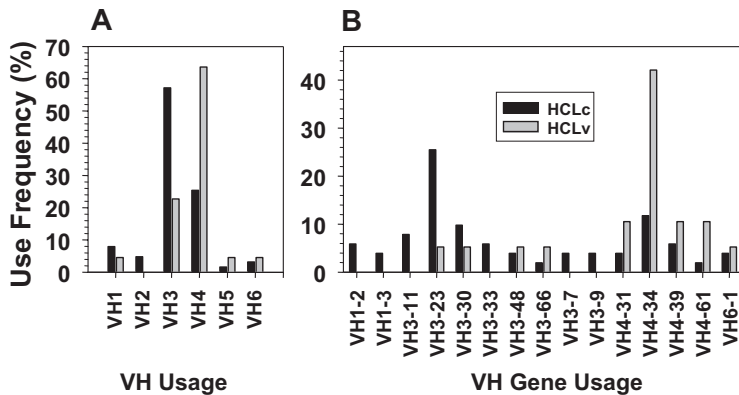 A
B
Use Frequency (%)
70
60
50
40
30
20
10
0
VH1
VH2
VH3
VH4
VH5
VH6
VH Usage
40
20
0
HCLc
HCLv
VH1-2
VH1-3
VH3-11
VH3-23
VH3-30
VH3-33
VH3-48
VH3-66
VH3-7
VH3-9
VH4-31
VH4-34
VH4-39
VH4-61
VH6-1
VH Gene Usage